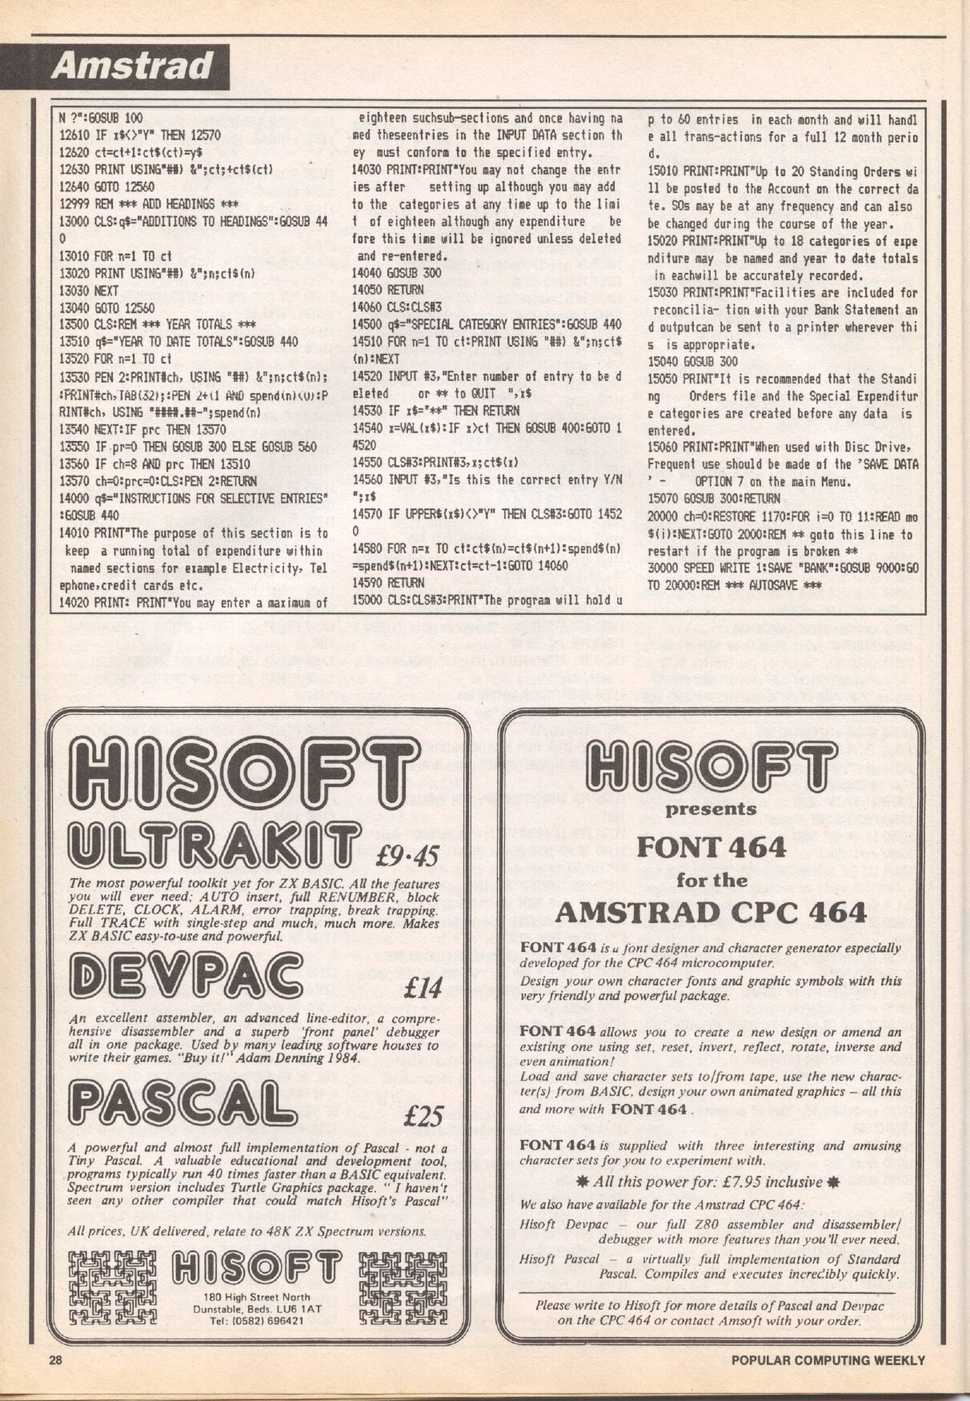 Amstrad
N ?":GOSUB 100
12610 IF x$<>"Y" THEN 12570
12620 ct=ct+1:ct$(ct)=y$
12630 PRINT USING"##) &";ct;+ct$(ct)
12640 GOTO 12560
12999 REM *** ADD HEADINGS ***
13000 CLS:q$="ADDITIONS TO HEADINGS":GOSUB 44
0
13010 FOR n=1 TO ct
13020 PRINT USING"##) &";n;ct$(n)
13030 NEXT
13040 GOTO 12560
13500 CLS:REM *** YEAR TOTALS ***
13510 q$="YEAR TO DATE TOTALS":GOSUB 440
13520 FOR n=1 TO ct
13530 PEN 2:PRINT#ch, USING "##) &";n;ct$(n);
:PRINT#ch,TAB(32);:PEN 2+(1 AND spend(n)<0):P
RINT#ch, USING "####.##-";spend(n)
13540 NEXT:IF prc THEN 13570
13550 IF pr=0 THEN GOSUB 300 ELSE GOSUB 560
13560 IF ch=8 AND prc THEN 13510
13570 ch=0:prc=0:CLS:PEN 2:RETURN
14000 q$="INSTRUCTIONS FOR SELECTIVE ENTRIES"
:GOSUB 440
14010 PRINT"The purpose of this section is to
keep a running total of expenditure within
named sections for example Electricity, Tel
ephone,credit cards etc.
14020 PRINT: PRINT"You may enter a maximum of
eighteen suchsub-sections and once having na
med theseentries in the INPUT DATA section th
ey must conform to the specified entry.
14030 PRINT:PRINT"You may not change the entr
ies after setting up although you may add
to the categories at any time up to the limi
t of eighteen although any expenditure be
fore this time will be ignored unless deleted
and re-entered.
14040 GOSUB 300
14050 RETURN
14060 CLS:CLS#3
14500 q$="SPECIAL CATEGORY ENTRIES":GOSUB 440
14510 FOR n=1 TO ct:PRINT USING "##) &";n;ct$
(n):NEXT
14520 INPUT #3,"Enter number of entry to be d
eleted or ** to QUIT ",x$
14530 IF x$="**" THEN RETURN
14540 x=VAL(x$):IF x>ct THEN GOSUB 400:GOTO 1
4520
14550 CLS#3:PRINT#3,x;ct$(x)
14560 INPUT #3,"Is this the correct entry Y/N
";x$
14570 IF UPPER$(x$)<>"Y" THEN CLS#3:GOTO 1452
0
14580 FOR n=x TO ct:ct$(n)=ct$(n+1):spend$(n)
=spend$(n+1):NEXT:ct=ct-1:GOTO 14060
14590 RETURN
15000 CLS:CLS#3:PRINT"The program will hold u
p to 60 entries in each month and will handl
e all trans-actions for a full 12 month perio
d.
15010 PRINT:PRINT"Up to 20 Standing Orders wi
ll be posted to the Account on the correct da
te. SOs may be at any frequency and can also
be changed during the course of the year.
15020 PRINT:PRINT"Up to 18 categories of expe
nditure may be named and year to date totals
in eachwill be accurately recorded.
15030 PRINT:PRINT"Facilities are included for
reconcilia- tion with your Bank Statement an
d outputcan be sent to a printer wherever thi
s is appropriate.
15040 GOSUB 300
15050 PRINT"It is recommended that the Standi
ng Orders file and the Special Expenditur
e categories are created before any data is
entered.
15060 PRINT:PRINT"When used with Disc Drive,
Frequent use should be made of the 'SAVE DATA
' - OPTION 7 on the main Menu.
15070 GOSUB 300:RETURN
20000 ch=0:RESTORE 1170:FOR i=0 TO 11:READ mo
$(i):NEXT:GOTO 2000:REM ** goto this line to
restart if the program is broken **
30000 SPEED WRITE 1:SAVE "BANK":GOSUB 9000:GO
TO 20000:REM *** AUTOSAVE ***
HISOFT
ULTRAKIT £9·45
The most powerful toolkit yet for ZX BASIC. All the features
you will ever need: AUTO insert, full RENUMBER, block
DELETE, CLOCK, ALARM, error trapping, break trapping.
Full TRACE with single-step and much, much more. Makes
ZX BASIC easy-to-use and powerful.
DEVPAC £14
An excellent assembler, an advanced line-editor, a compre-
hensive disassembler and a superb 'front panel' debugger
all in one package. Used by many leading software houses to
write their games. "Buy it!" Adam Denning 1984.
PASCAL £25
A powerful and almost full implementation of Pascal - not a
Tiny Pascal. A valuable educational and development tool,
programs typically run 40 times faster than a BASIC equivalent.
Spectrum version includes Turtle Graphics package. "I haven't
seen any other compiler that could match Hisoft's Pascal"
All prices, UK delivered, relate to 48K ZX Spectrum versions.
HISOFT
180 High Street North
Dunstable, Beds. LU6 1AT
Tel: (0582) 696421
HISOFT
presents
FONT 464
for the
AMSTRAD CPC 464
FONT 464 is a font designer and character generator especially
developed for the CPC 464 microcomputer.
Design your own character fonts and graphic symbols with this
very friendly and powerful package.
FONT 464 allows you to create a new design or amend an
existing one using set, reset, invert, reflect, rotate, inverse and
even animation!
Load and save character sets to/from tape, use the new charac-
ter(s) from BASIC, design your own animated graphics – all this
and more with FONT 464 .
FONT 464 is supplied with three interesting and amusing
character sets for you to experiment with.
✱ All this power for: £7.95 inclusive ✱
We also have available for the Amstrad CPC 464:
Hisoft Devpac – our full Z80 assembler and disassembler/
debugger with more features than you'll ever need.
Hisoft Pascal – a virtually full implementation of Standard
Pascal. Compiles and executes incredibly quickly.
Please write to Hisoft for more details of Pascal and Devpac
on the CPC 464 or contact Amsoft with your order.
28
POPULAR COMPUTING WEEKLY